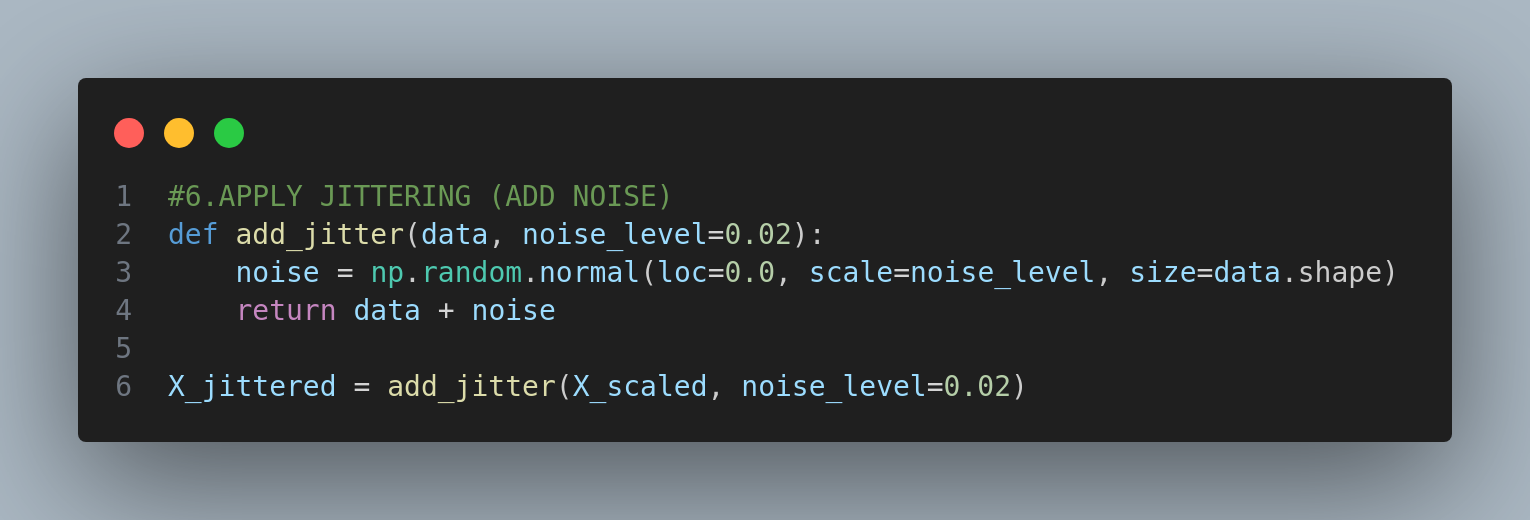 1 #6.APPLY JITTERING (ADD NOISE)
2 def add_jitter(data, noise_level=0.02):
3     noise = np.random.normal(loc=0.0, scale=noise_level, size=data.shape)
4     return data + noise
5
6 X_jittered = add_jitter(X_scaled, noise_level=0.02)